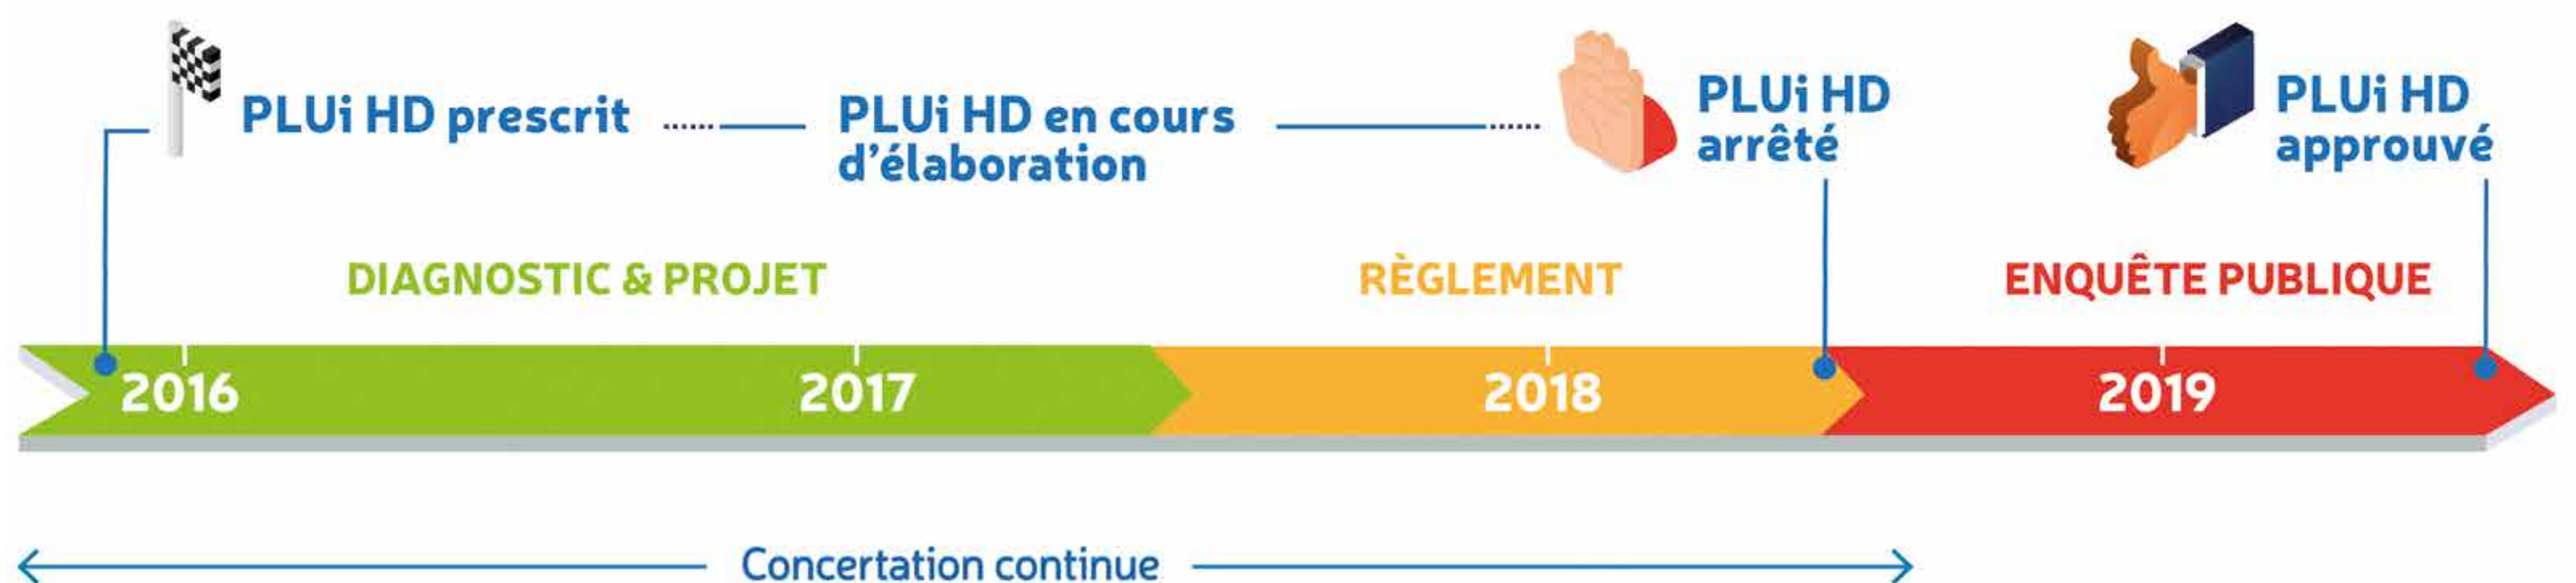 PLUi HD prescrit
PLUi HD en cours
d'élaboration
PLUi HD
arrêté
PLUi HD
approuvé
DIAGNOSTIC & PROJET
RÈGLEMENT
ENQUÊTE PUBLIQUE
2016
2017
2018
2019
Concertation continue